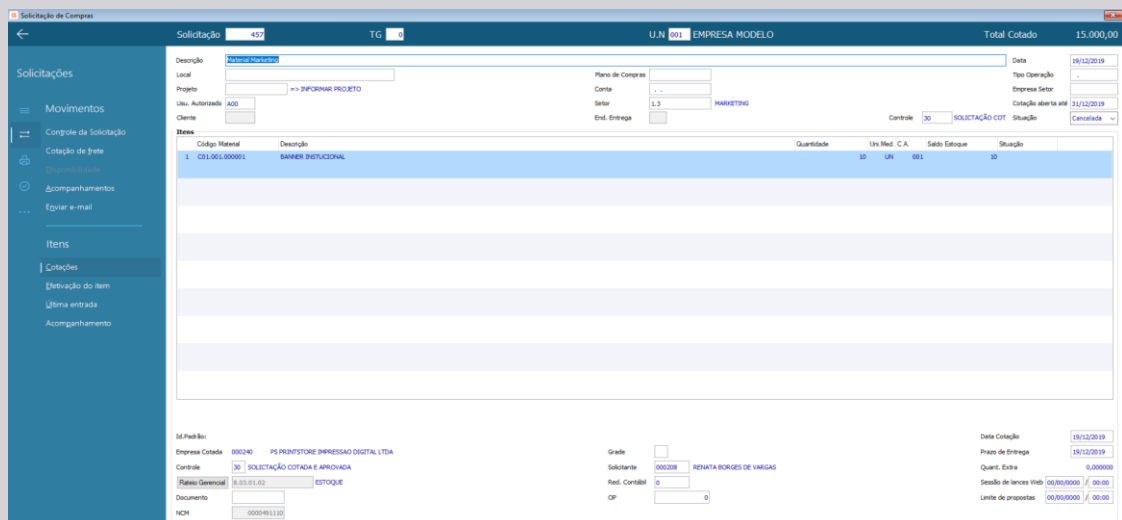 Solicitação de Compras
Solicitação 457 TG 0 U.N 001 EMPRESA MODELO Total Cotado 15.000,00
Solicitações
Movimentos
Controle da Solicitação
Cotação de frete
Disponibilidade
Acompanhamentos
Enviar e-mail
Itens
Cotações
Efetivação do item
Última entrada
Acompanhamento
Descrição Material Marketing Data 19/12/2019
Local Plano de Compras Tipo Operação .
Projeto => INFORMAR PROJETO Conta . . Empresa Setor
Usu. Autorizado A00 Setor 1.3 MARKETING Cotação aberta até 31/12/2019
Cliente End. Entrega Controle 30 SOLICITAÇÃO COT Situação Cancelada
Itens
Código Material Descrição Quantidade Uni.Med. C.A. Saldo Estoque Situação
1 C01.001.000001 BANNER INSTUCIONAL 10 UN 001 10
Id.Padrão: Data Cotação 19/12/2019
Empresa Cotada 000240 PS PRINTSTORE IMPRESSAO DIGITAL LTDA Grade Prazo de Entrega 19/12/2019
Controle 30 SOLICTAÇÃO COTADA E APROVADA Solicitante 000208 RENATA BORGES DE VARGAS Quant. Extra 0,000000
Rateio Gerencial 8.03.01.02 ESTOQUE Red. Contábil 0 Sessão de lances Web 00/00/0000 / 00:00
Documento OP 0 Limite de propostas 00/00/0000 / 00:00
NCM 0000491110